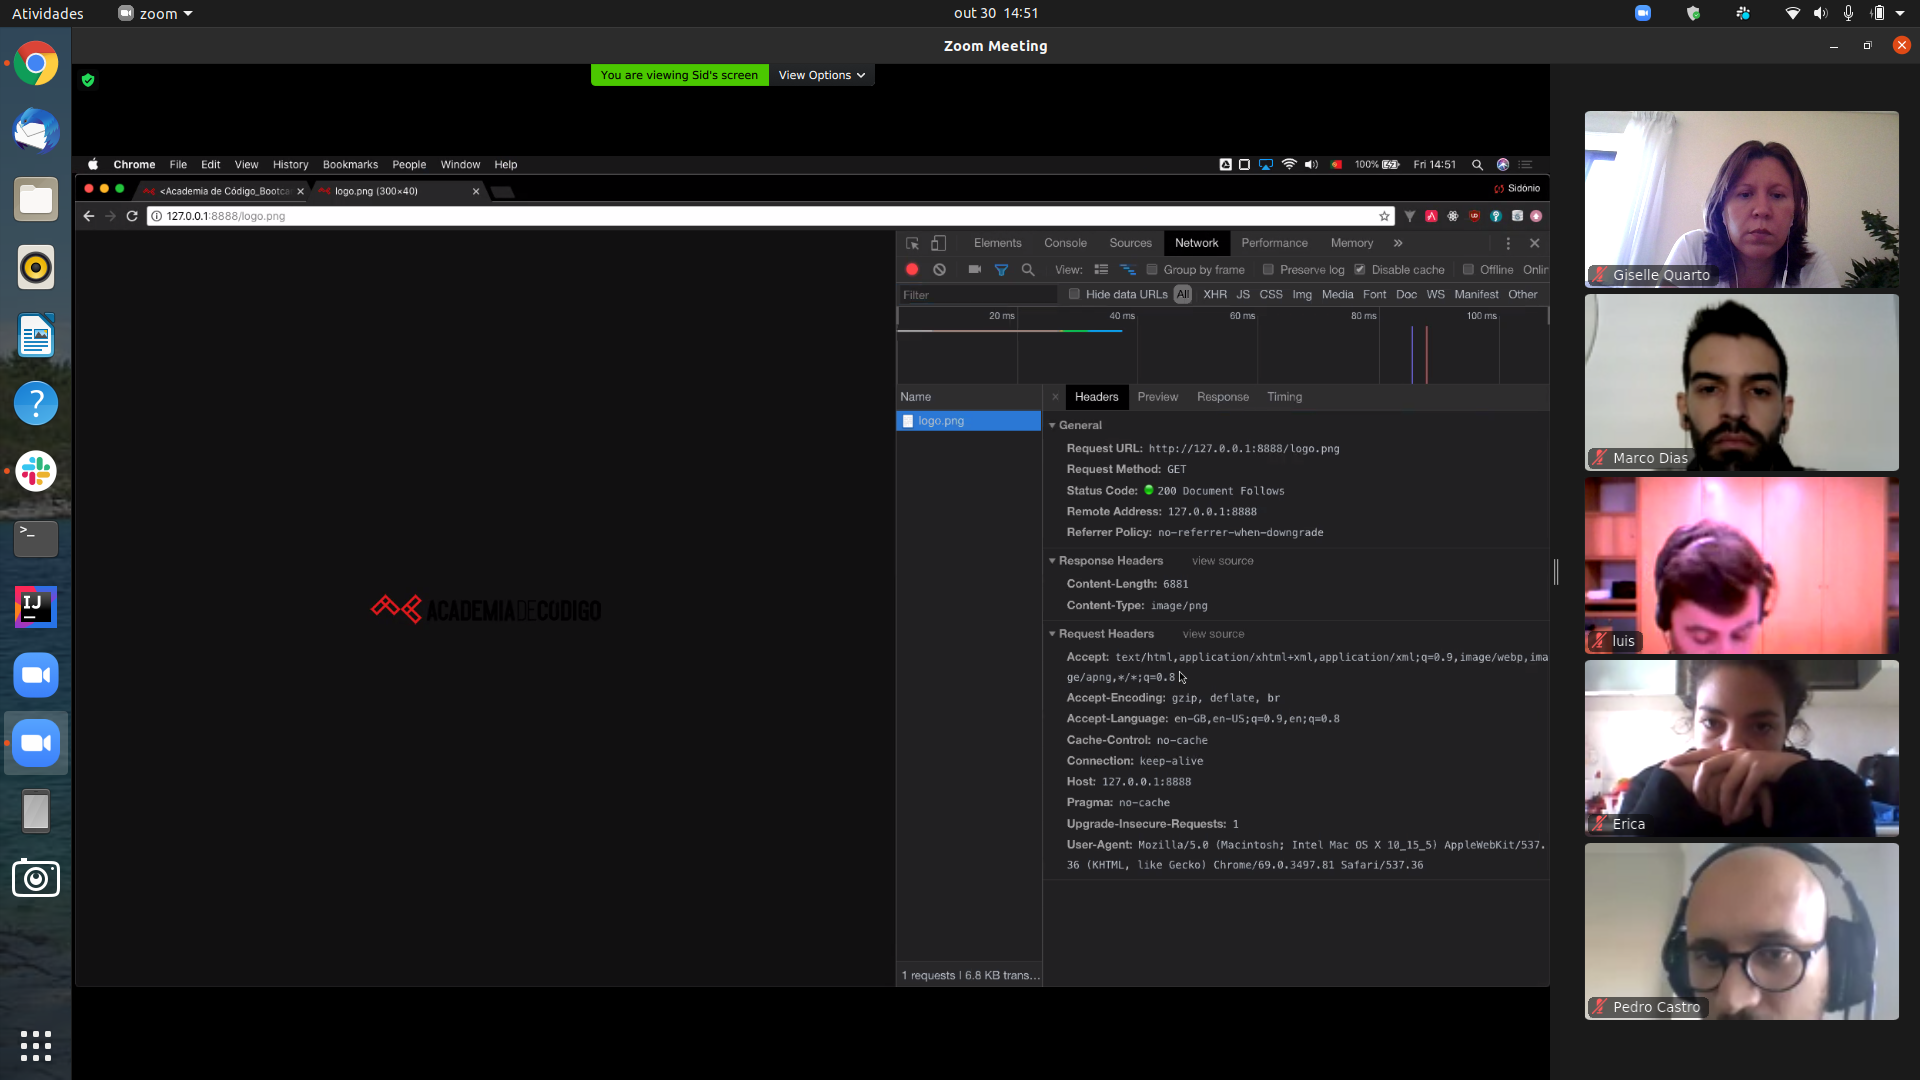 Atividades
zoom
out 30 14:51
Zoom Meeting
You are viewing Sid's screen
View Options
Chrome File Edit View History Bookmarks People Window Help
100%
Fri 14:51
<Academia de Código_Bootca
logo.png (300×40)
Sidónio
127.0.0.1:8888/logo.png
Elements Console Sources Network Performance Memory »
View: Group by frame Preserve log Disable cache Offline Onlin
Filter
Hide data URLs All XHR JS CSS Img Media Font Doc WS Manifest Other
20 ms 40 ms 60 ms 80 ms 100 ms
Name
Headers Preview Response Timing
logo.png
General
Request URL: http://127.0.0.1:8888/logo.png
Request Method: GET
Status Code: 200 Document Follows
Remote Address: 127.0.0.1:8888
Referrer Policy: no-referrer-when-downgrade
Response Headers view source
Content-Length: 6881
Content-Type: image/png
Request Headers view source
Accept: text/html,application/xhtml+xml,application/xml;q=0.9,image/webp,ima
ge/apng,*/*;q=0.8
Accept-Encoding: gzip, deflate, br
Accept-Language: en-GB,en-US;q=0.9,en;q=0.8
Cache-Control: no-cache
Connection: keep-alive
Host: 127.0.0.1:8888
Pragma: no-cache
Upgrade-Insecure-Requests: 1
User-Agent: Mozilla/5.0 (Macintosh; Intel Mac OS X 10_15_5) AppleWebKit/537.
36 (KHTML, like Gecko) Chrome/69.0.3497.81 Safari/537.36
1 requests | 6.8 KB trans...
ACADEMIADECÓDIGO
IJ
Giselle Quarto
Marco Dias
luis
Erica
Pedro Castro